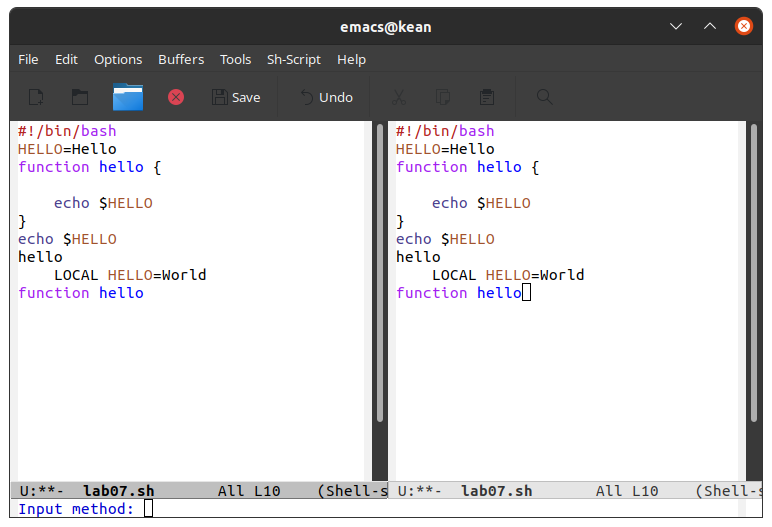 emacs@kean
File Edit Options Buffers Tools Sh-Script Help
Save Undo
#!/bin/bash
HELLO=Hello
function hello {
echo $HELLO
}
echo $HELLO
hello
LOCAL HELLO=World
function hello
U:**- lab07.sh All L10 (Shell-s
#!/bin/bash
HELLO=Hello
function hello {
echo $HELLO
}
echo $HELLO
hello
LOCAL HELLO=World
function hello
U:**- lab07.sh All L10 (Shell-s
Input method: